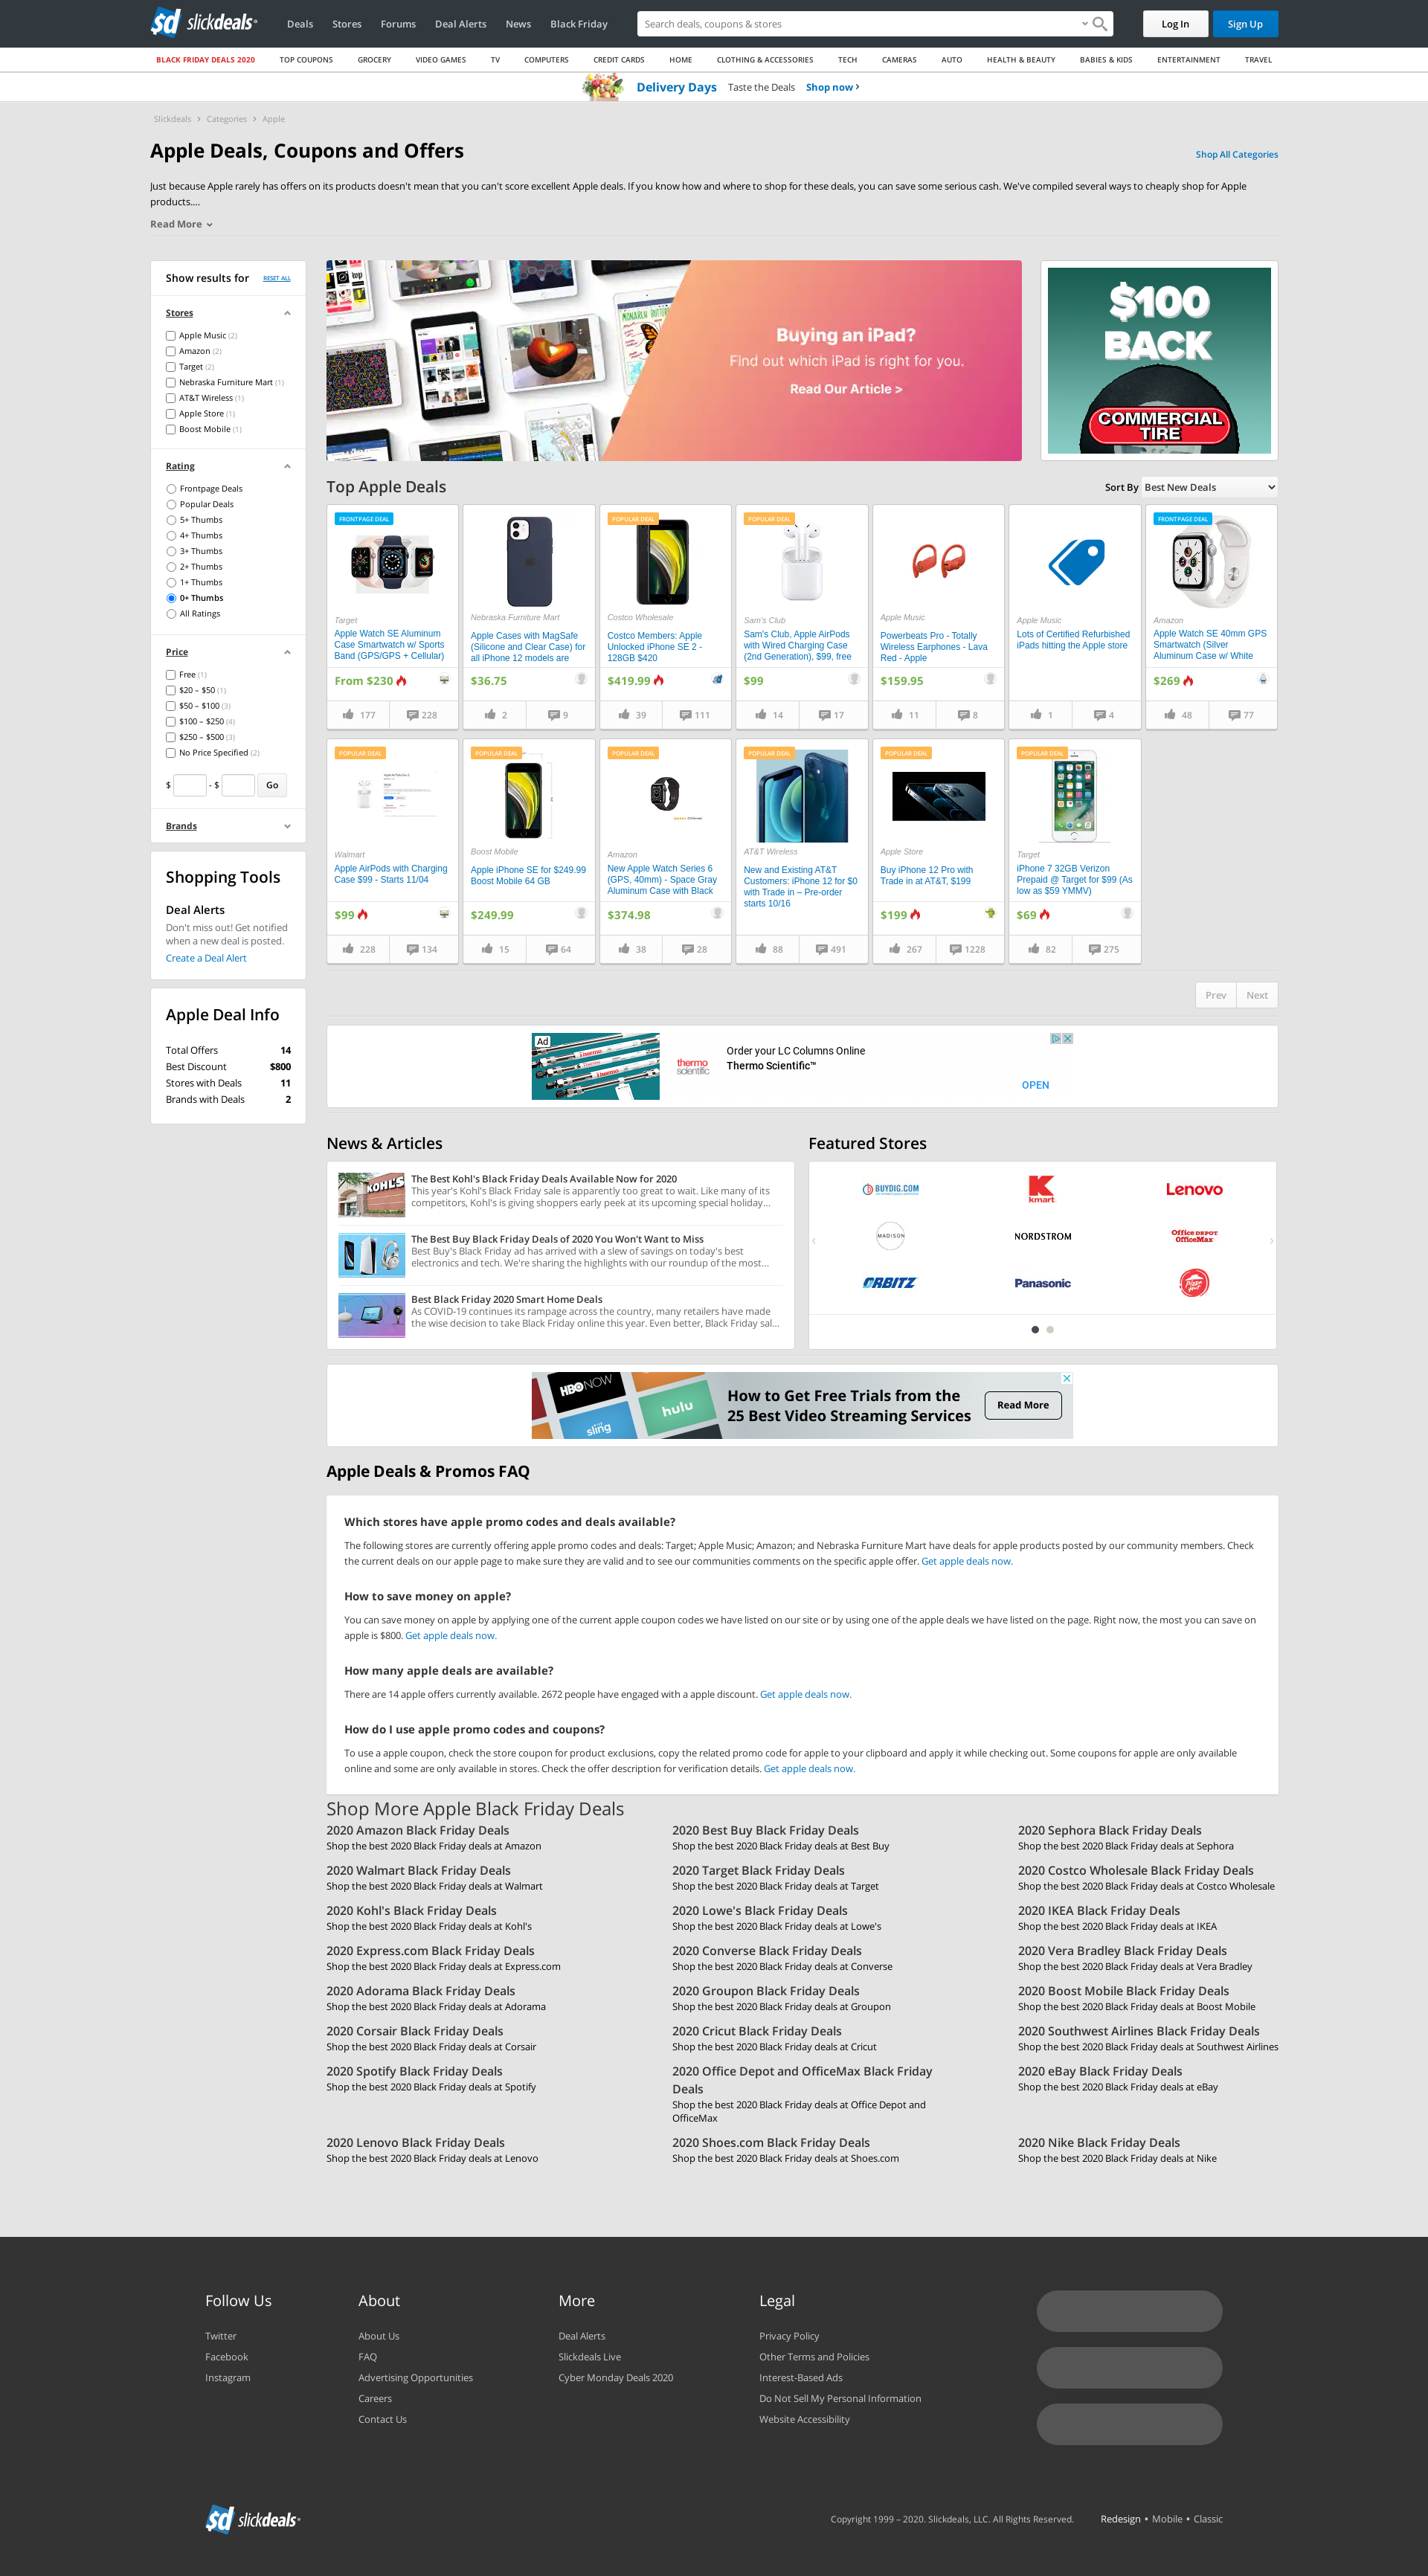 sd slickdeals
Deals Stores Forums Deal Alerts News Black Friday
Search deals, coupons & stores
Log In
Sign Up
BLACK FRIDAY DEALS 2020 TOP COUPONS GROCERY VIDEO GAMES TV COMPUTERS CREDIT CARDS HOME CLOTHING & ACCESSORIES TECH CAMERAS AUTO HEALTH & BEAUTY BABIES & KIDS ENTERTAINMENT TRAVEL
Delivery Days Taste the Deals Shop now >
Slickdeals > Categories > Apple
Apple Deals, Coupons and Offers
Shop All Categories
Just because Apple rarely has offers on its products doesn't mean that you can't score excellent Apple deals. If you know how and where to shop for these deals, you can save some serious cash. We've compiled several ways to cheaply shop for Apple
products....
Read More
Show results for RESET ALL
Stores
Apple Music (2)
Amazon (2)
Target (2)
Nebraska Furniture Mart (1)
AT&T Wireless (1)
Apple Store (1)
Boost Mobile (1)
Rating
Frontpage Deals
Popular Deals
5+ Thumbs
4+ Thumbs
3+ Thumbs
2+ Thumbs
1+ Thumbs
0+ Thumbs
All Ratings
Price
Free (1)
$20 – $50 (1)
$50 – $100 (3)
$100 – $250 (4)
$250 – $500 (3)
No Price Specified (2)
$ - $ Go
Brands
Shopping Tools
Deal Alerts
Don't miss out! Get notified
when a new deal is posted.
Create a Deal Alert
Apple Deal Info
Total Offers 14
Best Discount $800
Stores with Deals 11
Brands with Deals 2
Buying an iPad?
Find out which iPad is right for you.
Read Our Article >
$100
BACK
COMMERCIAL
TIRE
Top Apple Deals
Sort By Best New Deals
FRONTPAGE DEAL
Target
Apple Watch SE Aluminum
Case Smartwatch w/ Sports
Band (GPS/GPS + Cellular)
From $230
177 228
Nebraska Furniture Mart
Apple Cases with MagSafe
(Silicone and Clear Case) for
all iPhone 12 models are
$36.75
2 9
POPULAR DEAL
Costco Wholesale
Costco Members: Apple
Unlocked iPhone SE 2 -
128GB $420
$419.99
39 111
POPULAR DEAL
Sam's Club
Sam's Club, Apple AirPods
with Wired Charging Case
(2nd Generation), $99, free
$99
14 17
Apple Music
Powerbeats Pro - Totally
Wireless Earphones - Lava
Red - Apple
$159.95
11 8
Apple Music
Lots of Certified Refurbished
iPads hitting the Apple store
1 4
FRONTPAGE DEAL
Amazon
Apple Watch SE 40mm GPS
Smartwatch (Silver
Aluminum Case w/ White
$269
48 77
POPULAR DEAL
Walmart
Apple AirPods with Charging
Case $99 - Starts 11/04
$99
228 134
POPULAR DEAL
Boost Mobile
Apple iPhone SE for $249.99
Boost Mobile 64 GB
$249.99
15 64
POPULAR DEAL
Amazon
New Apple Watch Series 6
(GPS, 40mm) - Space Gray
Aluminum Case with Black
$374.98
38 28
POPULAR DEAL
AT&T Wireless
New and Existing AT&T
Customers: iPhone 12 for $0
with Trade in – Pre-order
starts 10/16
88 491
POPULAR DEAL
Apple Store
Buy iPhone 12 Pro with
Trade in at AT&T, $199
$199
267 1228
POPULAR DEAL
Target
iPhone 7 32GB Verizon
Prepaid @ Target for $99 (As
low as $59 YMMV)
$69
82 275
Prev Next
Ad
thermo
scientific
Order your LC Columns Online
Thermo Scientific™
OPEN
News & Articles
KOHL'S
The Best Kohl's Black Friday Deals Available Now for 2020
This year's Kohl's Black Friday sale is apparently too great to wait. Like many of its
competitors, Kohl's is giving shoppers early peek at its upcoming special holiday...
The Best Buy Black Friday Deals of 2020 You Won't Want to Miss
Best Buy's Black Friday ad has arrived with a slew of savings on today's best
electronics and tech. We're sharing the highlights with our roundup of the most...
Best Black Friday 2020 Smart Home Deals
As COVID-19 continues its rampage across the country, many retailers have made
the wise decision to take Black Friday online this year. Even better, Black Friday sal...
Featured Stores
BUYDIG.COM
K
kmart
Lenovo
MADISON
NORDSTROM
Office DEPOT
OfficeMax
ORBITZ
Panasonic
Pizza Hut
HBO NOW
sling
hulu
How to Get Free Trials from the
25 Best Video Streaming Services
Read More
Apple Deals & Promos FAQ
Which stores have apple promo codes and deals available?
The following stores are currently offering apple promo codes and deals: Target; Apple Music; Amazon; and Nebraska Furniture Mart have deals for apple products posted by our community members. Check
the current deals on our apple page to make sure they are valid and to see our communities comments on the specific apple offer. Get apple deals now.
How to save money on apple?
You can save money on apple by applying one of the current apple coupon codes we have listed on our site or by using one of the apple deals we have listed on the page. Right now, the most you can save on
apple is $800. Get apple deals now.
How many apple deals are available?
There are 14 apple offers currently available. 2672 people have engaged with a apple discount. Get apple deals now.
How do I use apple promo codes and coupons?
To use a apple coupon, check the store coupon for product exclusions, copy the related promo code for apple to your clipboard and apply it while checking out. Some coupons for apple are only available
online and some are only available in stores. Check the offer description for verification details. Get apple deals now.
Shop More Apple Black Friday Deals
2020 Amazon Black Friday Deals
Shop the best 2020 Black Friday deals at Amazon
2020 Best Buy Black Friday Deals
Shop the best 2020 Black Friday deals at Best Buy
2020 Sephora Black Friday Deals
Shop the best 2020 Black Friday deals at Sephora
2020 Walmart Black Friday Deals
Shop the best 2020 Black Friday deals at Walmart
2020 Target Black Friday Deals
Shop the best 2020 Black Friday deals at Target
2020 Costco Wholesale Black Friday Deals
Shop the best 2020 Black Friday deals at Costco Wholesale
2020 Kohl's Black Friday Deals
Shop the best 2020 Black Friday deals at Kohl's
2020 Lowe's Black Friday Deals
Shop the best 2020 Black Friday deals at Lowe's
2020 IKEA Black Friday Deals
Shop the best 2020 Black Friday deals at IKEA
2020 Express.com Black Friday Deals
Shop the best 2020 Black Friday deals at Express.com
2020 Converse Black Friday Deals
Shop the best 2020 Black Friday deals at Converse
2020 Vera Bradley Black Friday Deals
Shop the best 2020 Black Friday deals at Vera Bradley
2020 Adorama Black Friday Deals
Shop the best 2020 Black Friday deals at Adorama
2020 Groupon Black Friday Deals
Shop the best 2020 Black Friday deals at Groupon
2020 Boost Mobile Black Friday Deals
Shop the best 2020 Black Friday deals at Boost Mobile
2020 Corsair Black Friday Deals
Shop the best 2020 Black Friday deals at Corsair
2020 Cricut Black Friday Deals
Shop the best 2020 Black Friday deals at Cricut
2020 Southwest Airlines Black Friday Deals
Shop the best 2020 Black Friday deals at Southwest Airlines
2020 Spotify Black Friday Deals
Shop the best 2020 Black Friday deals at Spotify
2020 Office Depot and OfficeMax Black Friday
Deals
Shop the best 2020 Black Friday deals at Office Depot and
OfficeMax
2020 eBay Black Friday Deals
Shop the best 2020 Black Friday deals at eBay
2020 Lenovo Black Friday Deals
Shop the best 2020 Black Friday deals at Lenovo
2020 Shoes.com Black Friday Deals
Shop the best 2020 Black Friday deals at Shoes.com
2020 Nike Black Friday Deals
Shop the best 2020 Black Friday deals at Nike
Follow Us
Twitter
Facebook
Instagram
About
About Us
FAQ
Advertising Opportunities
Careers
Contact Us
More
Deal Alerts
Slickdeals Live
Cyber Monday Deals 2020
Legal
Privacy Policy
Other Terms and Policies
Interest-Based Ads
Do Not Sell My Personal Information
Website Accessibility
sd slickdeals
Copyright 1999 – 2020. Slickdeals, LLC. All Rights Reserved.
Redesign • Mobile • Classic